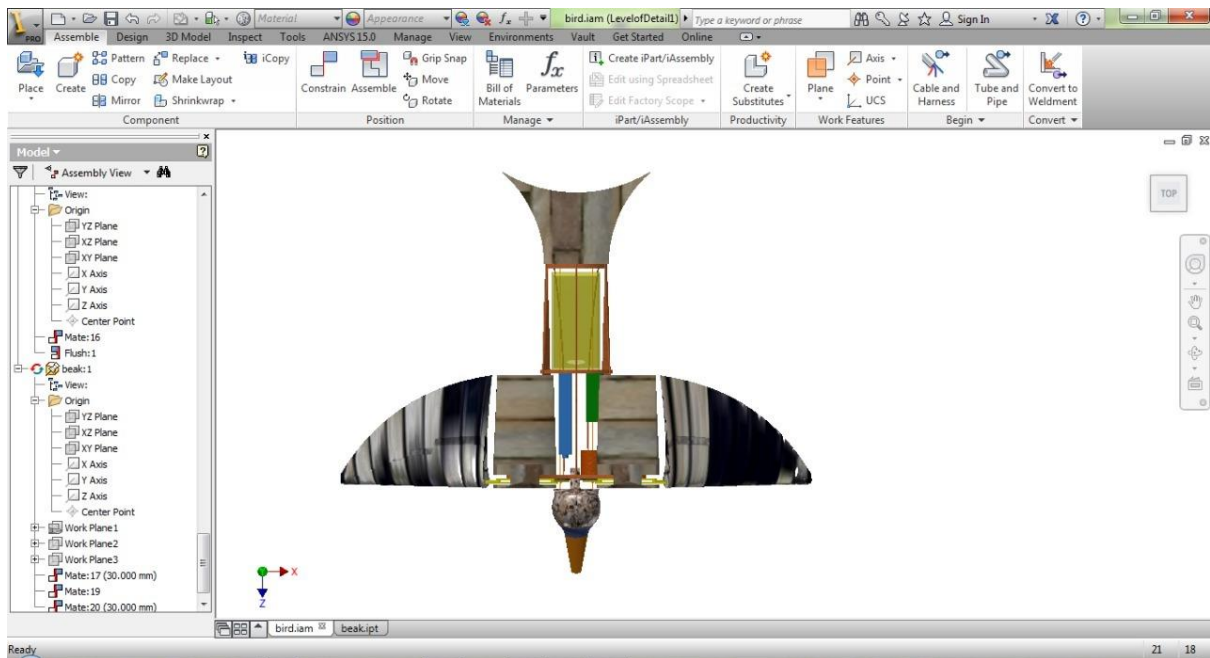 Material Appearance bird.iam (LevelofDetail1) Type a keyword or phrase Sign In
PRO Assemble Design 3D Model Inspect Tools ANSYS 15.0 Manage View Environments Vault Get Started Online
Place
Create
Pattern
Copy
Mirror
Replace
Make Layout
Shrinkwrap
iCopy
Component
Constrain
Assemble
Grip Snap
Move
Rotate
Position
Bill of
Materials
Parameters
Manage
Create iPart/iAssembly
Edit using Spreadsheet
Edit Factory Scope
iPart/iAssembly
Create
Substitutes
Productivity
Plane
Axis
Point
UCS
Work Features
Cable and
Harness
Tube and
Pipe
Begin
Convert to
Weldment
Convert
Model
Assembly View
View:
Origin
YZ Plane
XZ Plane
XY Plane
X Axis
Y Axis
Z Axis
Center Point
Mate:16
Flush:1
beak:1
View:
Origin
YZ Plane
XZ Plane
XY Plane
X Axis
Y Axis
Z Axis
Center Point
Work Plane1
Work Plane2
Work Plane3
Mate:17 (30.000 mm)
Mate:19
Mate:20 (30.000 mm)
TOP
X
Z
bird.iam beak.ipt
Ready 21 18